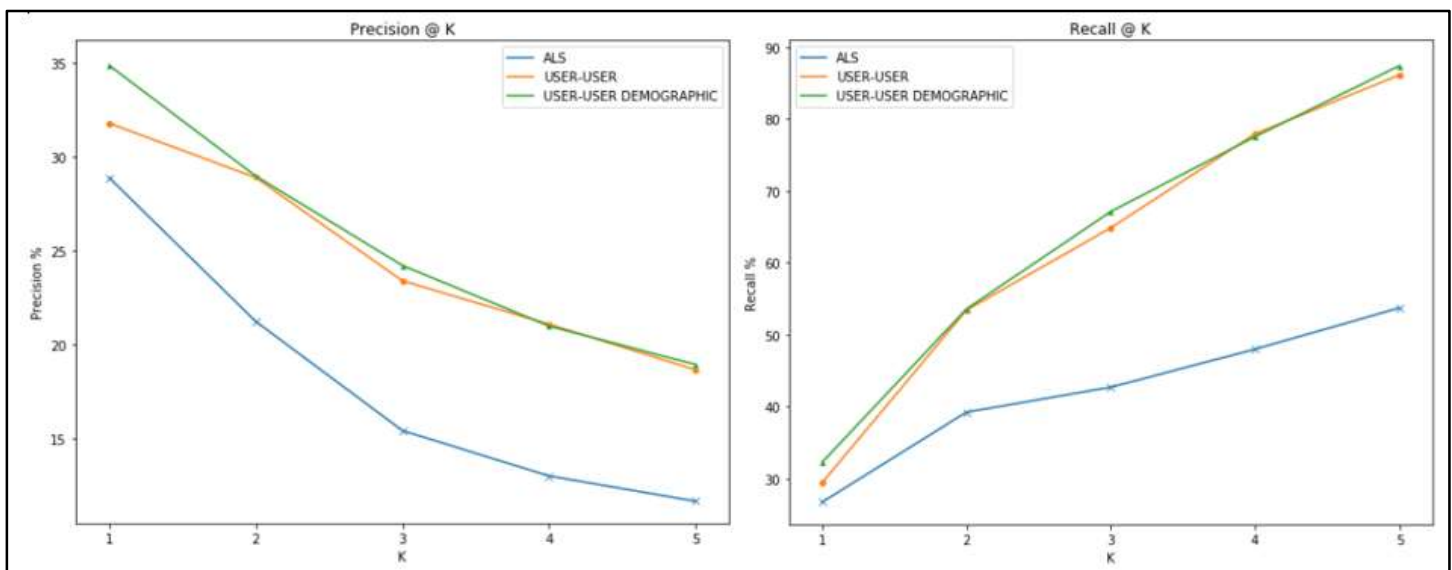 Precision @ K
Precision %
35
30
25
20
15
1 2 3 4 5
K
ALS
USER-USER
USER-USER DEMOGRAPHIC
Recall @ K
Recall %
90
80
70
60
50
40
30
1 2 3 4 5
K
ALS
USER-USER
USER-USER DEMOGRAPHIC